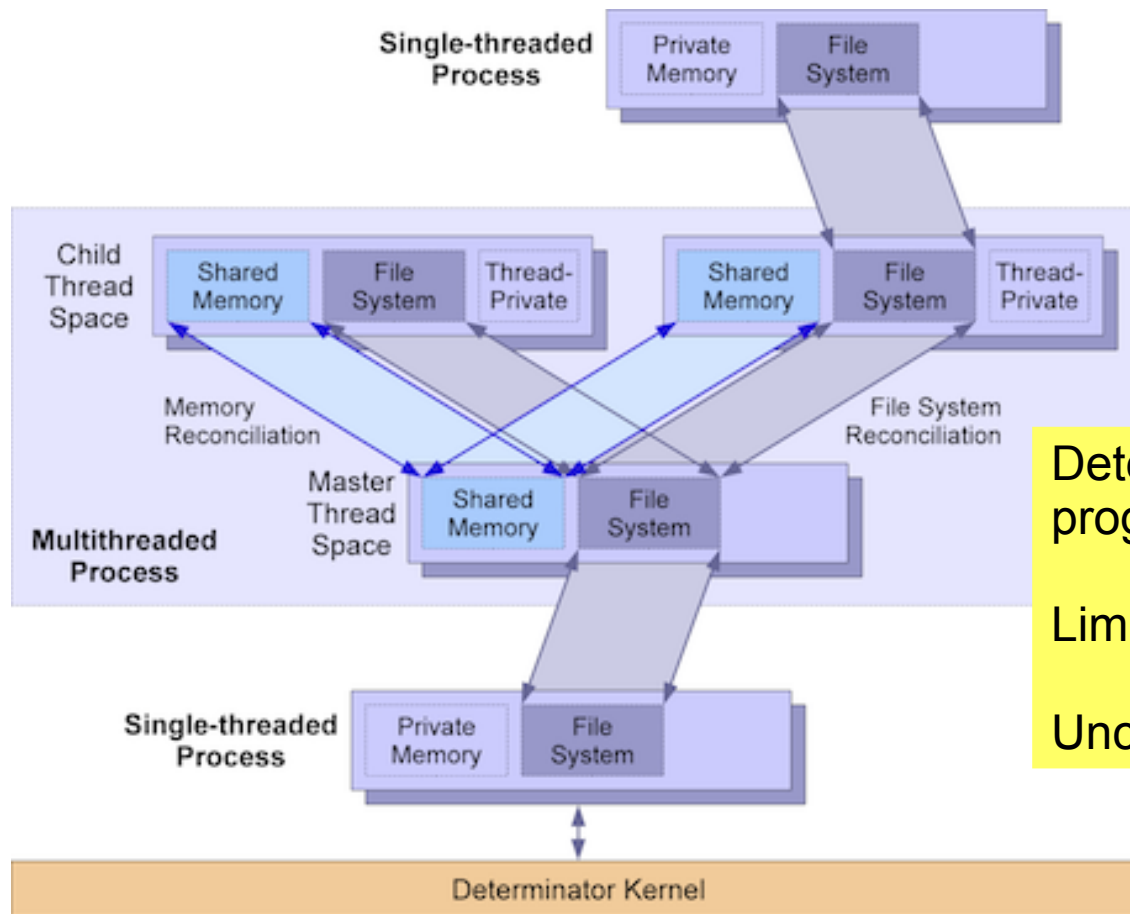 Single-threaded
Process
Private
Memory
File
System
Child
Thread
Space
Shared
Memory
File
System
Thread-
Private
Shared
Memory
File
System
Thread-
Private
Memory
Reconciliation
File System
Reconciliation
Master
Thread
Space
Shared
Memory
File
System
Multithreaded
Process
Single-threaded
Process
Private
Memory
File
System
Determinator Kernel